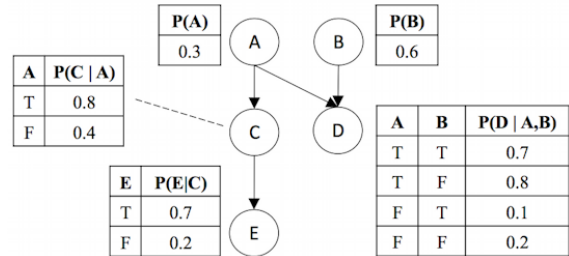 P(A)
0.3
A
B
P(B)
0.6
A P(C | A)
T 0.8
F 0.4
C
D
A B P(D | A,B)
T T 0.7
T F 0.8
F T 0.1
F F 0.2
E P(E|C)
T 0.7
F 0.2
E